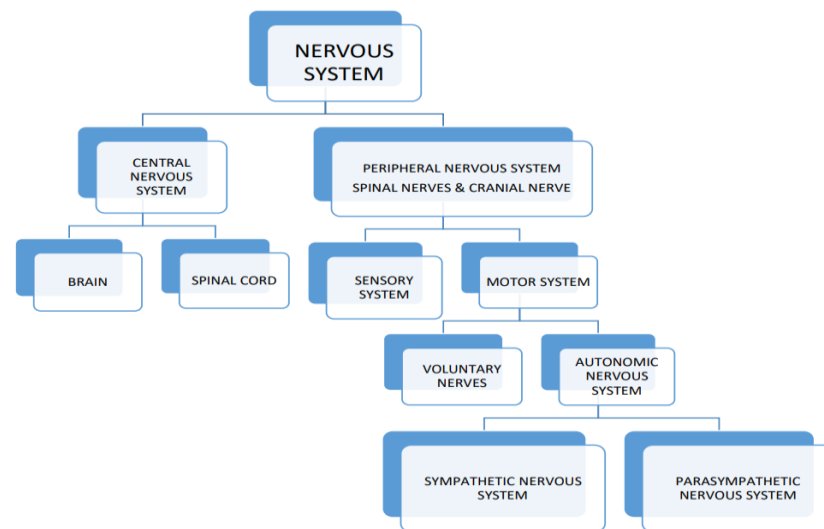 NERVOUS
SYSTEM
CENTRAL
NERVOUS
SYSTEM
PERIPHERAL NERVOUS SYSTEM
SPINAL NERVES & CRANIAL NERVE
BRAIN
SPINAL CORD
SENSORY
SYSTEM
MOTOR SYSTEM
VOLUNTARY
NERVES
AUTONOMIC
NERVOUS
SYSTEM
SYMPATHETIC NERVOUS
SYSTEM
PARASYMPATHETIC
NERVOUS SYSTEM